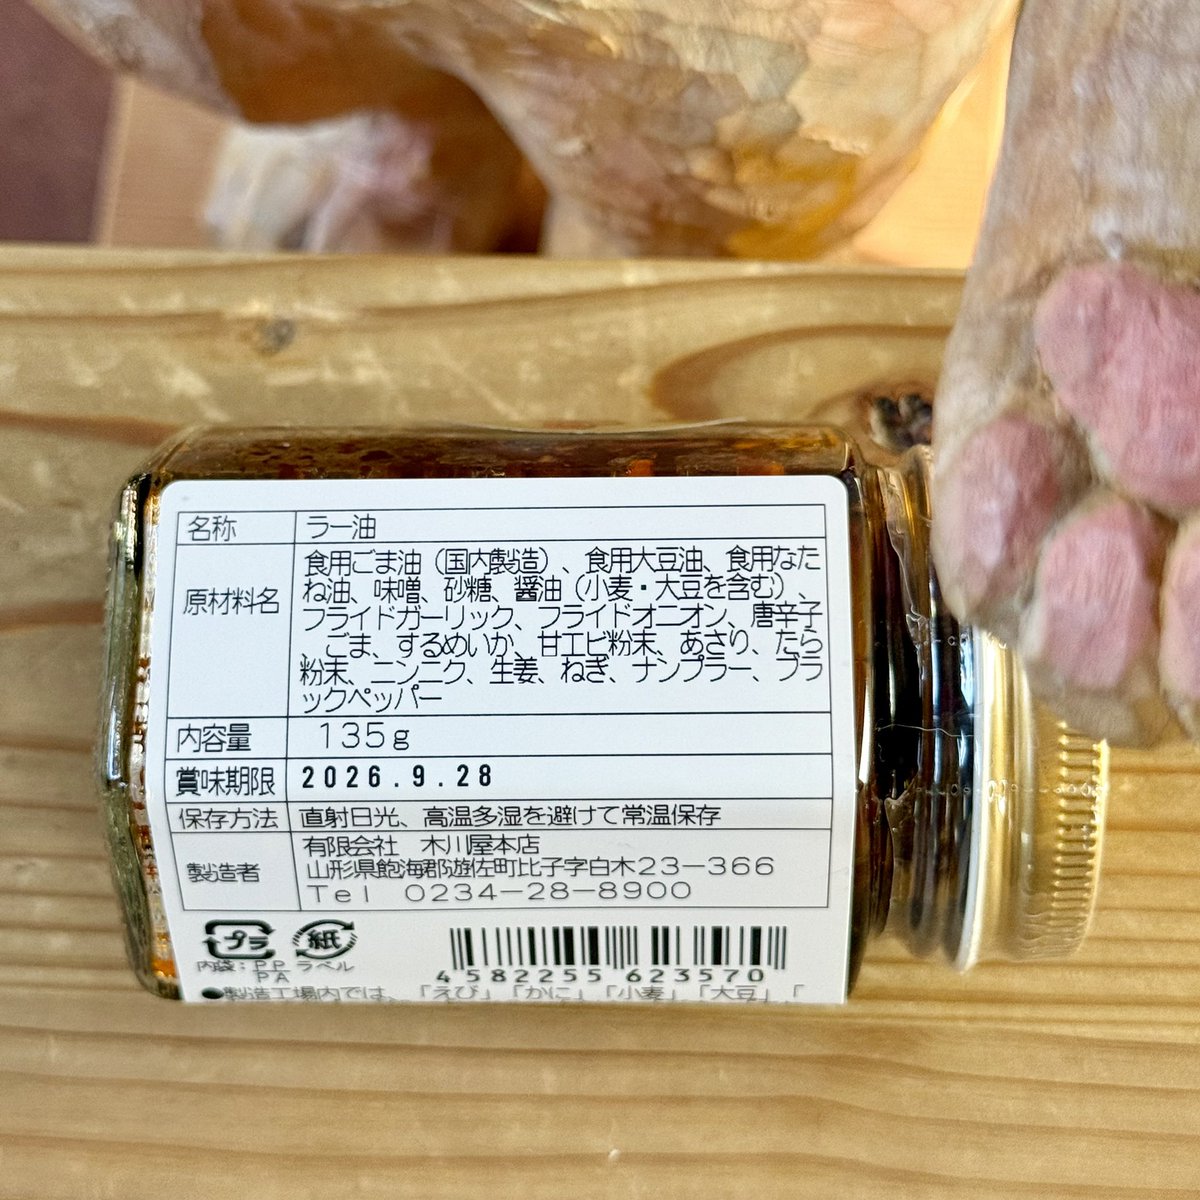 名称 ラー油
原材料名 食用ごま油（国内製造）、食用大豆油、食用なた
ね油、味噌、砂糖、醤油（小麦・大豆を含む）、
フライドガーリック、フライドオニオン、唐辛子
、ごま、するめいか、甘エビ粉末、あさり、たら
粉末、ニンニク、生姜、ねぎ、ナンプラー、ブラ
ックペッパー
内容量 135g
賞味期限 2026.9.28
保存方法 直射日光、高温多湿を避けて常温保存
製造者 有限会社 木川屋本店
山形県飽海郡遊佐町比子字白木23-366
Tel 0234-28-8900
プラ 紙
内袋：PP ラベル
PA
4 582255 623570
●製造工場内では、「えび」「かに」「小麦」「大豆」「